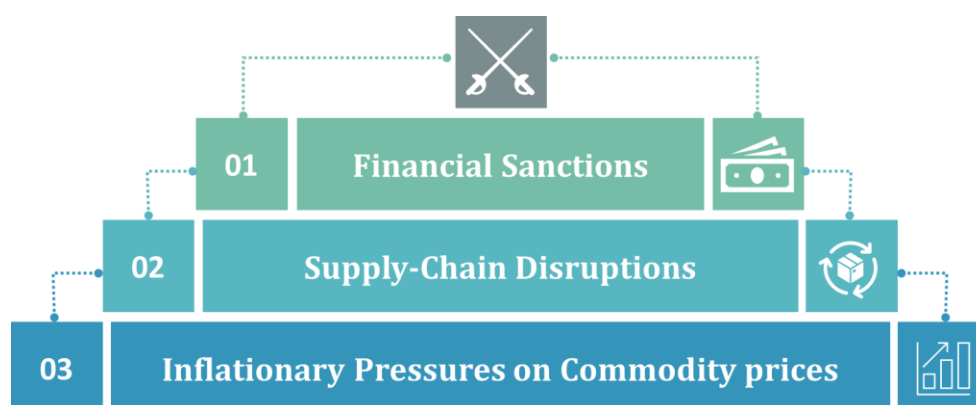 01
Financial Sanctions
02
Supply-Chain Disruptions
03
Inflationary Pressures on Commodity prices